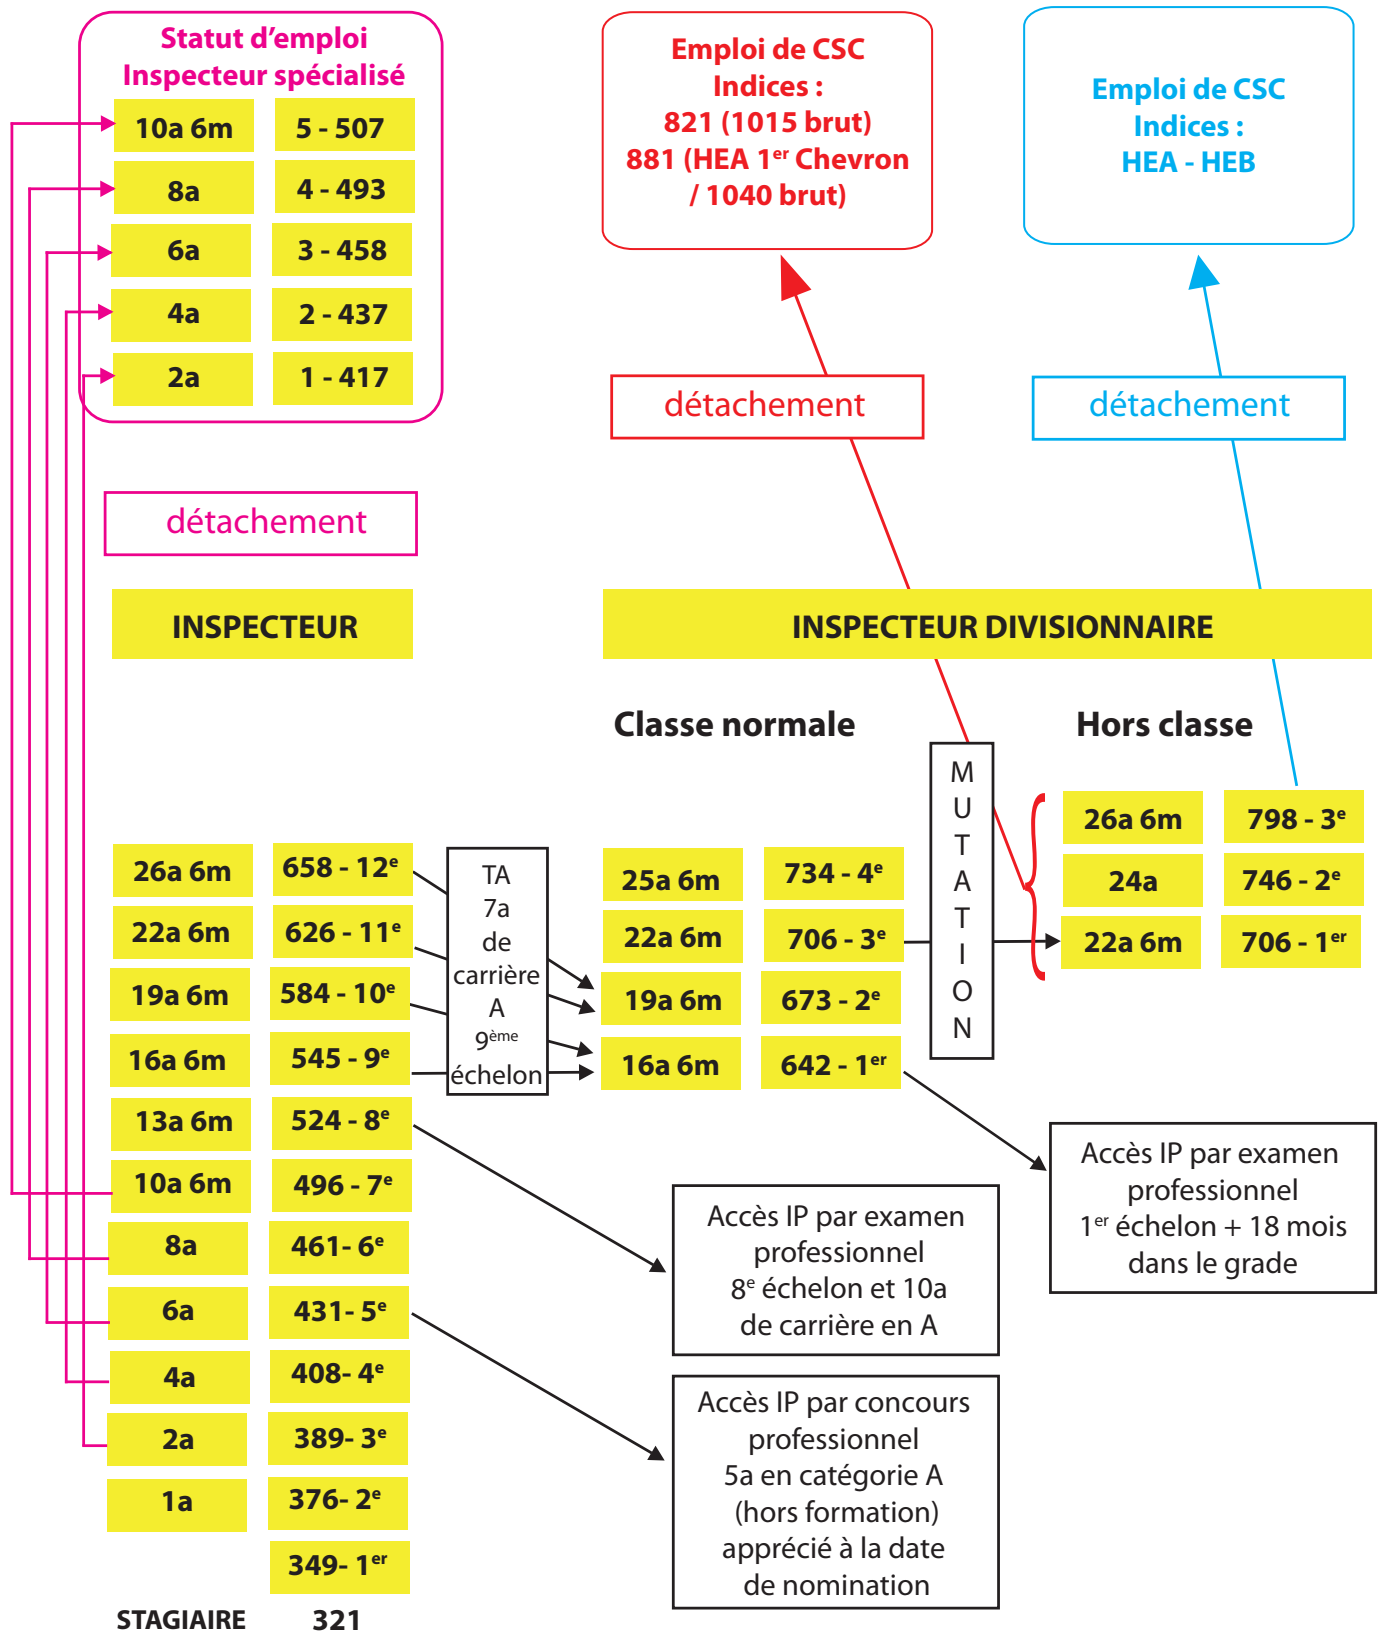 Statut d'emploi
Inspecteur spécialisé
10a 6m 5 - 507
8a 4 - 493
6a 3 - 458
4a 2 - 437
2a 1 - 417
Emploi de CSC
Indices :
821 (1015 brut)
881 (HEA 1er Chevron
/ 1040 brut)
Emploi de CSC
Indices :
HEA - HEB
détachement
détachement
détachement
INSPECTEUR
INSPECTEUR DIVISIONNAIRE
Classe normale
Hors classe
26a 6m 658 - 12e
22a 6m 626 - 11e
19a 6m 584 - 10e
16a 6m 545 - 9e
13a 6m 524 - 8e
10a 6m 496 - 7e
8a 461- 6e
6a 431- 5e
4a 408- 4e
2a 389- 3e
1a 376- 2e
349- 1er
STAGIAIRE 321
TA
7a
de
carrière
A
9ème
échelon
25a 6m 734 - 4e
22a 6m 706 - 3e
19a 6m 673 - 2e
16a 6m 642 - 1er
M
U
T
A
T
I
O
N
26a 6m 798 - 3e
24a 746 - 2e
22a 6m 706 - 1er
Accès IP par examen
professionnel
1er échelon + 18 mois
dans le grade
Accès IP par examen
professionnel
8e échelon et 10a
de carrière en A
Accès IP par concours
professionnel
5a en catégorie A
(hors formation)
apprécié à la date
de nomination